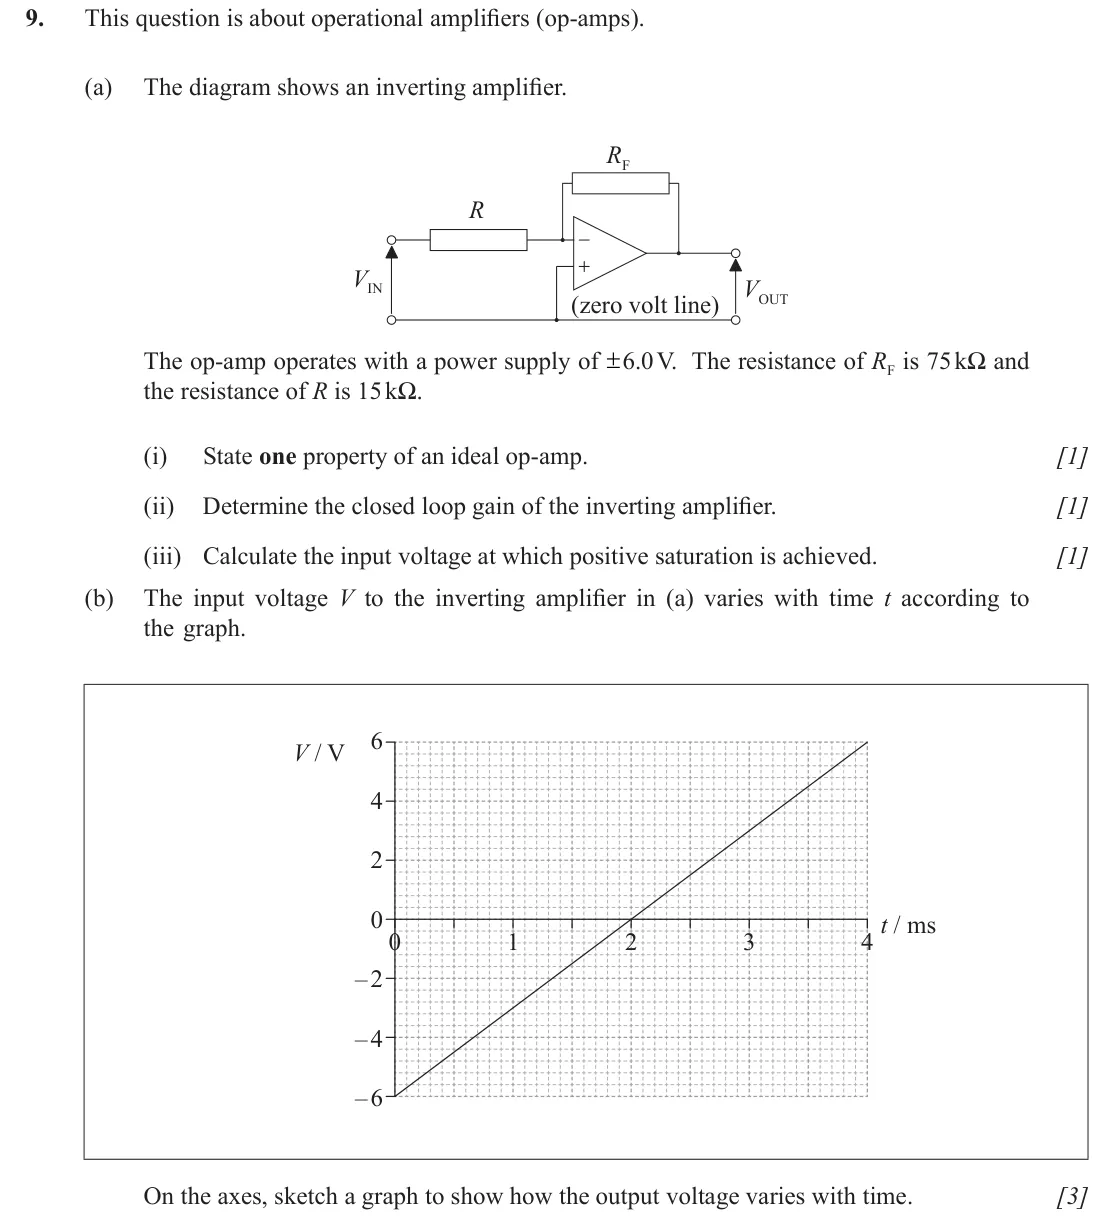 9. This question is about operational amplifiers (op-amps).
(a) The diagram shows an inverting amplifier.
R_F
R
−
+
V_IN
(zero volt line)
V_OUT
The op-amp operates with a power supply of ±6.0 V. The resistance of R_F is 75 kΩ and
the resistance of R is 15 kΩ.
(i) State one property of an ideal op-amp. [1]
(ii) Determine the closed loop gain of the inverting amplifier. [1]
(iii) Calculate the input voltage at which positive saturation is achieved. [1]
(b) The input voltage V to the inverting amplifier in (a) varies with time t according to
the graph.
V / V
6
4
2
0
0 1 2 3 4
t / ms
−2
−4
−6
On the axes, sketch a graph to show how the output voltage varies with time. [3]